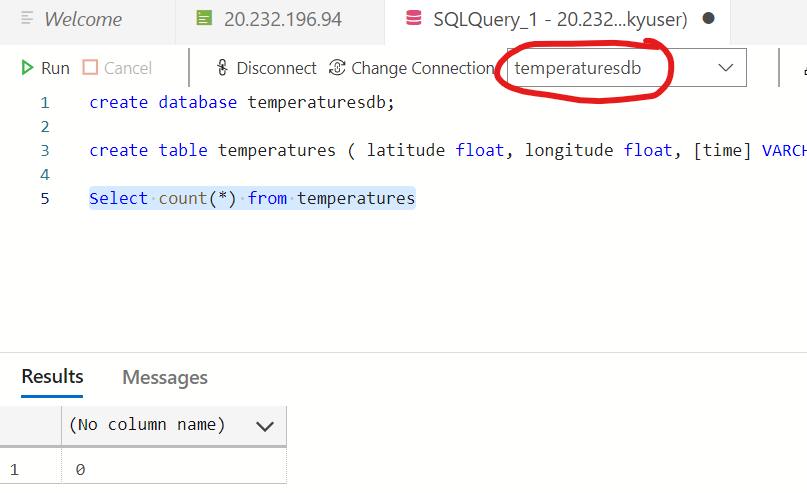 Welcome 20.232.196.94 SQLQuery_1 - 20.232...kyuser)
Run Cancel Disconnect Change Connection temperaturesdb
1 create database temperaturesdb;
2
3 create table temperatures ( latitude float, longitude float, [time] VARCH
4
5 Select count(*) from temperatures
Results Messages
(No column name)
1 0